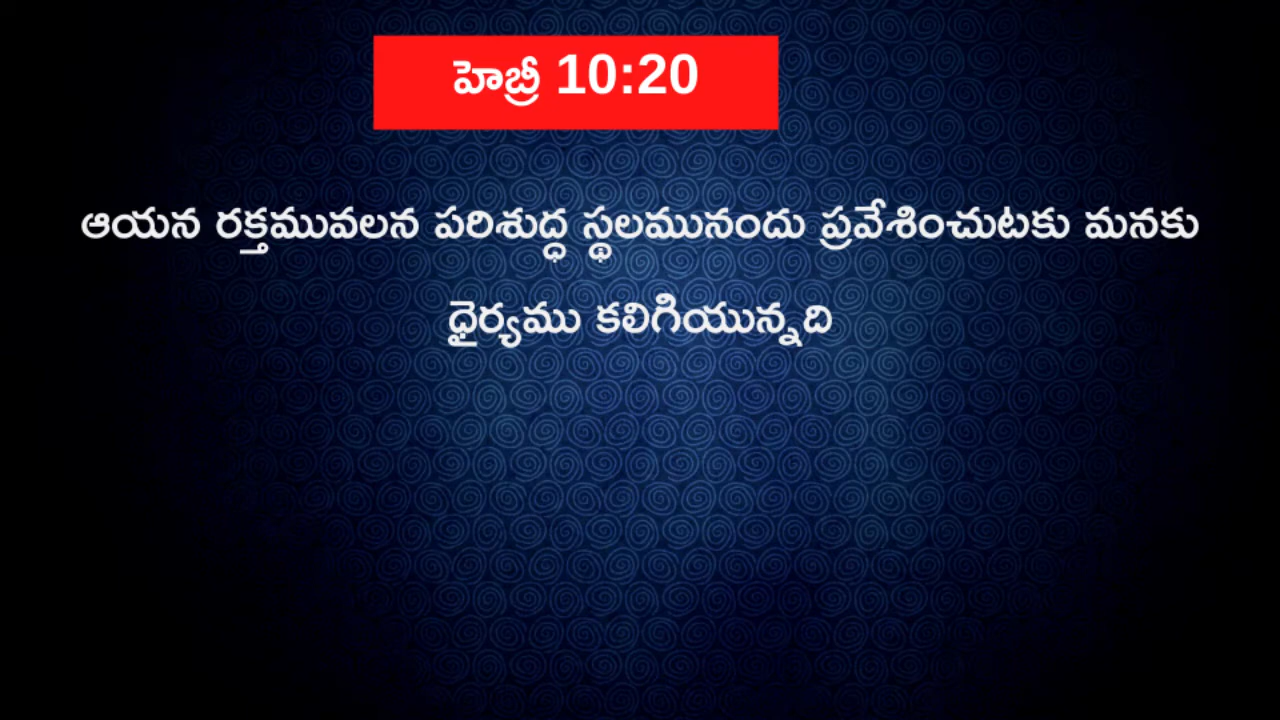 హెబ్రీ 10:20
ఆయన రక్తమువలన పరిశుద్ధ స్థలమునందు ప్రవేశించుటకు మనకు
ధైర్యము కలిగియున్నది